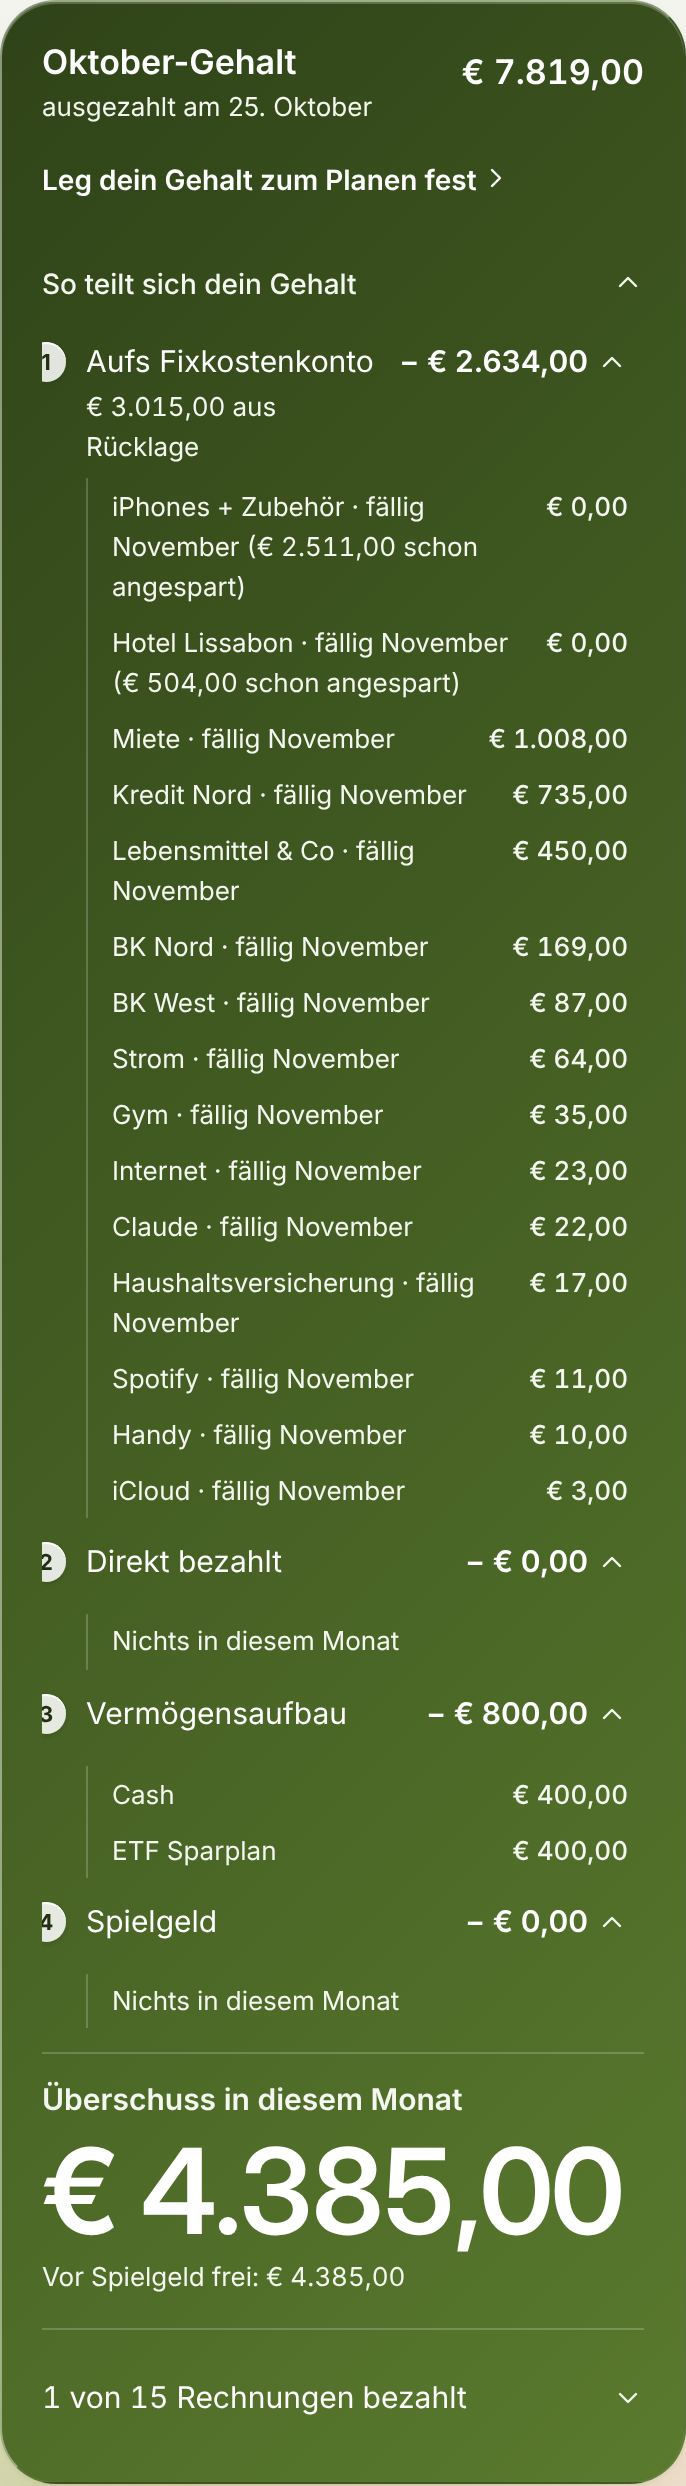 Oktober-Gehalt
€ 7.819,00
ausgezahlt am 25. Oktober
Leg dein Gehalt zum Planen fest
So teilt sich dein Gehalt
1 Aufs Fixkostenkonto – € 2.634,00
€ 3.015,00 aus
Rücklage
iPhones + Zubehör · fällig € 0,00
November (€ 2.511,00 schon
angespart)
Hotel Lissabon · fällig November € 0,00
(€ 504,00 schon angespart)
Miete · fällig November € 1.008,00
Kredit Nord · fällig November € 735,00
Lebensmittel & Co · fällig € 450,00
November
BK Nord · fällig November € 169,00
BK West · fällig November € 87,00
Strom · fällig November € 64,00
Gym · fällig November € 35,00
Internet · fällig November € 23,00
Claude · fällig November € 22,00
Haushaltsversicherung · fällig € 17,00
November
Spotify · fällig November € 11,00
Handy · fällig November € 10,00
iCloud · fällig November € 3,00
2 Direkt bezahlt – € 0,00
Nichts in diesem Monat
3 Vermögensaufbau – € 800,00
Cash € 400,00
ETF Sparplan € 400,00
4 Spielgeld – € 0,00
Nichts in diesem Monat
Überschuss in diesem Monat
€ 4.385,00
Vor Spielgeld frei: € 4.385,00
1 von 15 Rechnungen bezahlt